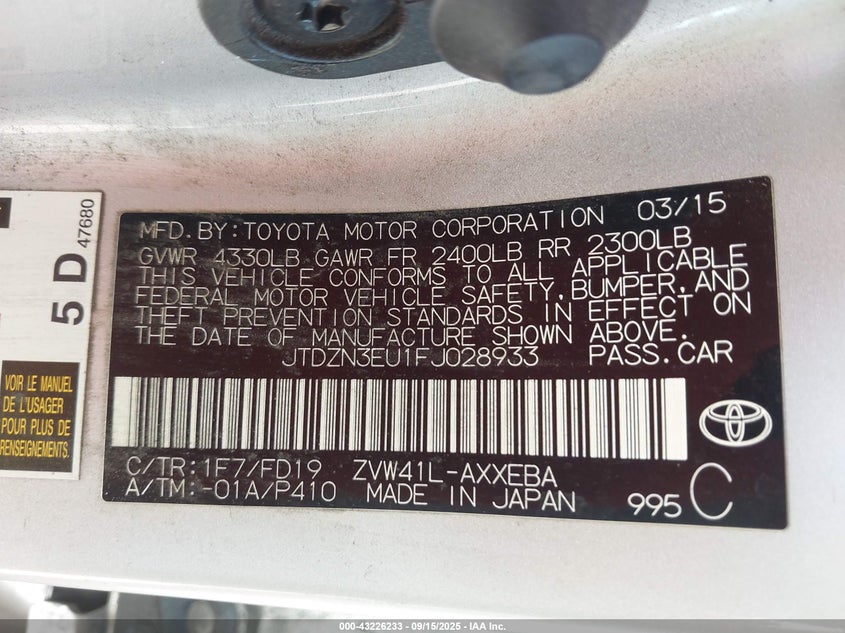 MFD. BY: TOYOTA MOTOR CORPORATION 03/15
GVWR 4330LB GAWR FR 2400LB RR 2300LB
THIS VEHICLE CONFORMS TO ALL APPLICABLE
FEDERAL MOTOR VEHICLE SAFETY, BUMPER, AND
THEFT PREVENTION STANDARDS IN EFFECT ON
THE DATE OF MANUFACTURE SHOWN ABOVE.
JTDZN3EU1FJ028933 PASS. CAR
C/TR: 1F7/FD19 ZVW41L-AXXEBA
A/TM: -01A/P410 MADE IN JAPAN 995 C
5 D 47680
VOIR LE MANUEL
DE L'USAGER
POUR PLUS DE
RENSEIGNEMENTS.
000-43226233 - 09/15/2025 - IAA Inc.